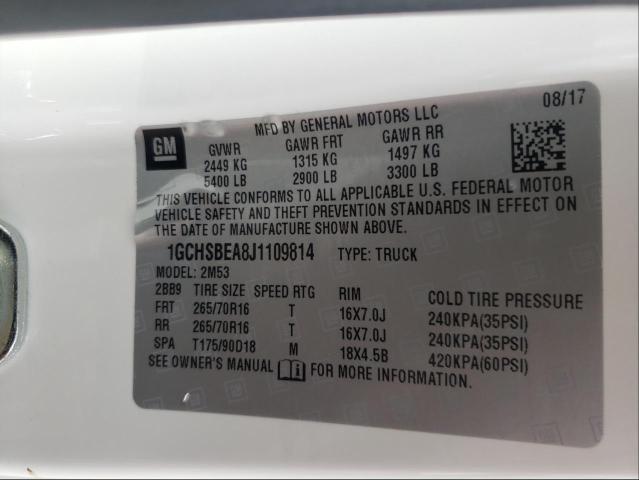 08/17
MFD BY GENERAL MOTORS LLC
GM
GVWR GAWR FRT GAWR RR
2449 KG 1315 KG 1497 KG
5400 LB 2900 LB 3300 LB
THIS VEHICLE CONFORMS TO ALL APPLICABLE U.S. FEDERAL MOTOR
VEHICLE SAFETY AND THEFT PREVENTION STANDARDS IN EFFECT ON
THE DATE OF MANUFACTURE SHOWN ABOVE.
1GCHSBEA8J1109814 TYPE: TRUCK
MODEL: 2M53
2BB9 TIRE SIZE SPEED RTG RIM COLD TIRE PRESSURE
FRT 265/70R16 T 16X7.0J 240KPA(35PSI)
RR 265/70R16 T 16X7.0J 240KPA(35PSI)
SPA T175/90D18 M 18X4.5B 420KPA(60PSI)
SEE OWNER'S MANUAL FOR MORE INFORMATION.